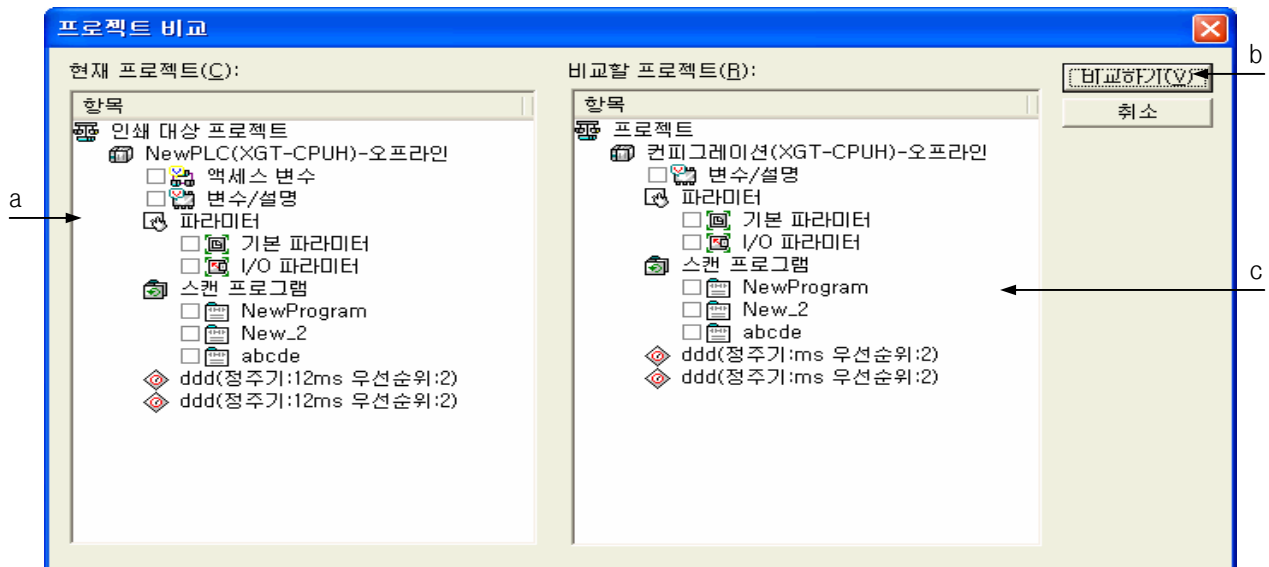 프로젝트 비교
현재 프로젝트(C):
항목
인쇄 대상 프로젝트
NewPLC(XGT-CPUH)-오프라인
액세스 변수
변수/설명
파라미터
기본 파라미터
I/O 파라미터
스캔 프로그램
NewProgram
New_2
abcde
ddd(정주기:12ms 우선순위:2)
ddd(정주기:12ms 우선순위:2)
비교할 프로젝트(R):
항목
프로젝트
컨피그레이션(XGT-CPUH)-오프라인
변수/설명
파라미터
기본 파라미터
I/O 파라미터
스캔 프로그램
NewProgram
New_2
abcde
ddd(정주기:ms 우선순위:2)
ddd(정주기:ms 우선순위:2)
비교하기(V)
취소
a
b
c